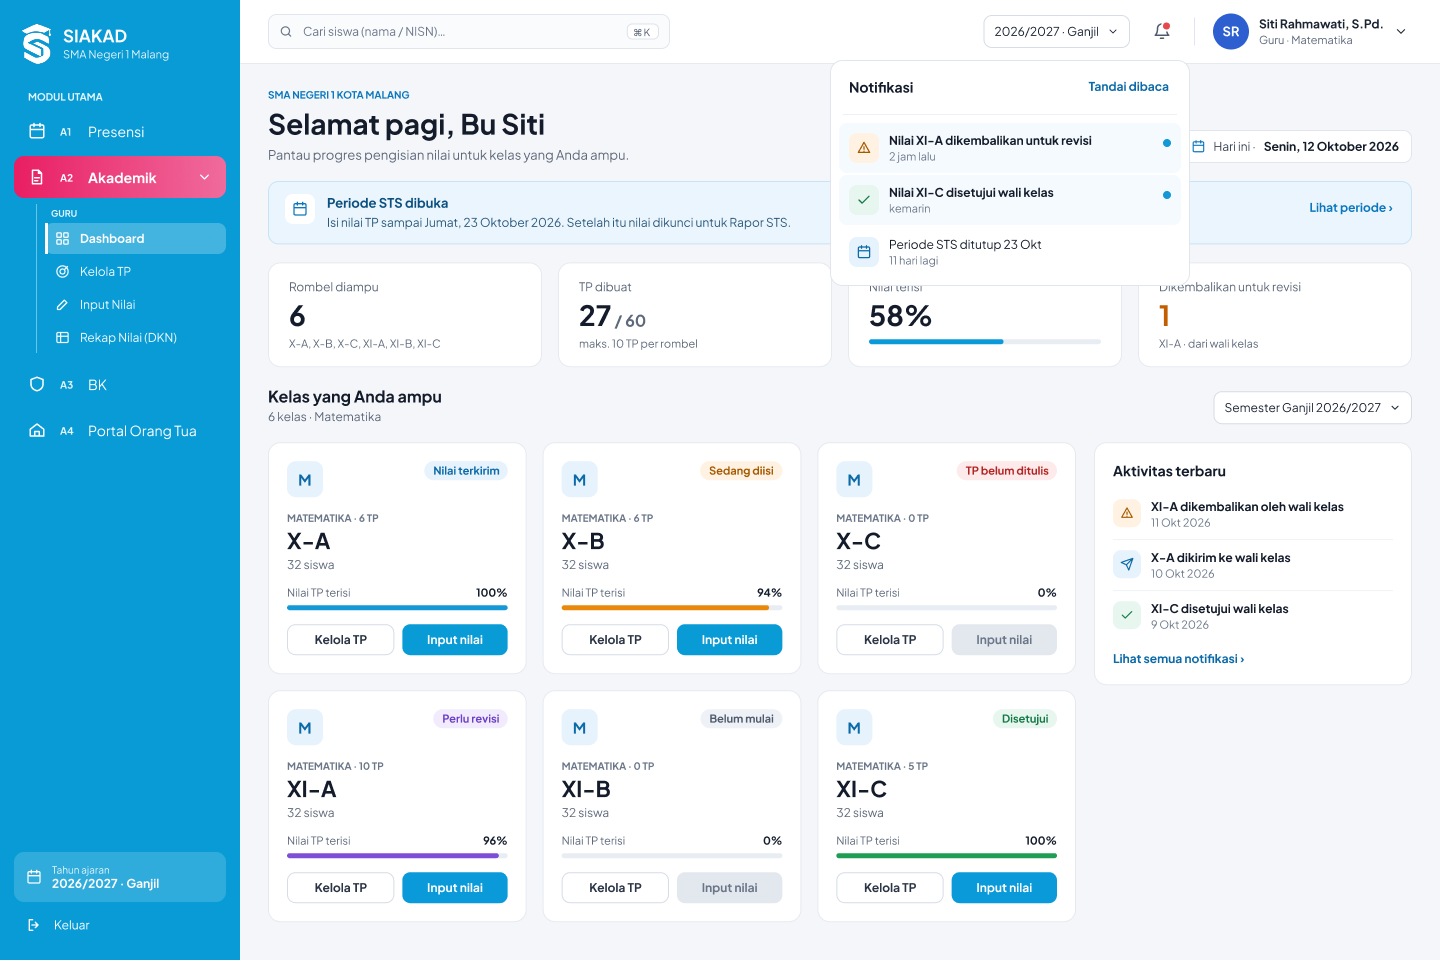 SIAKAD
SMA Negeri 1 Malang
MODUL UTAMA
A1 Presensi
A2 Akademik
GURU
Dashboard
Kelola TP
Input Nilai
Rekap Nilai (DKN)
A3 BK
A4 Portal Orang Tua
Tahun ajaran
2026/2027 · Ganjil
Keluar
Cari siswa (nama / NISN)...
⌘K
2026/2027 · Ganjil
SR
Siti Rahmawati, S.Pd.
Guru · Matematika
Notifikasi
Tandai dibaca
Nilai XI-A dikembalikan untuk revisi
2 jam lalu
Nilai XI-C disetujui wali kelas
kemarin
Periode STS ditutup 23 Okt
11 hari lagi
SMA NEGERI 1 KOTA MALANG
Selamat pagi, Bu Siti
Pantau progres pengisian nilai untuk kelas yang Anda ampu.
Hari ini · Senin, 12 Oktober 2026
Periode STS dibuka
Isi nilai TP sampai Jumat, 23 Oktober 2026. Setelah itu nilai dikunci untuk Rapor STS.
Lihat periode ›
Rombel diampu
6
X-A, X-B, X-C, XI-A, XI-B, XI-C
TP dibuat
27 / 60
maks. 10 TP per rombel
Nilai terisi
58%
Dikembalikan untuk revisi
1
XI-A · dari wali kelas
Kelas yang Anda ampu
6 kelas · Matematika
Semester Ganjil 2026/2027
M
Nilai terkirim
MATEMATIKA · 6 TP
X-A
32 siswa
Nilai TP terisi 100%
Kelola TP
Input nilai
M
Sedang diisi
MATEMATIKA · 6 TP
X-B
32 siswa
Nilai TP terisi 94%
Kelola TP
Input nilai
M
TP belum ditulis
MATEMATIKA · 0 TP
X-C
32 siswa
Nilai TP terisi 0%
Kelola TP
Input nilai
M
Perlu revisi
MATEMATIKA · 10 TP
XI-A
32 siswa
Nilai TP terisi 96%
Kelola TP
Input nilai
M
Belum mulai
MATEMATIKA · 0 TP
XI-B
32 siswa
Nilai TP terisi 0%
Kelola TP
Input nilai
M
Disetujui
MATEMATIKA · 5 TP
XI-C
32 siswa
Nilai TP terisi 100%
Kelola TP
Input nilai
Aktivitas terbaru
XI-A dikembalikan oleh wali kelas
11 Okt 2026
X-A dikirim ke wali kelas
10 Okt 2026
XI-C disetujui wali kelas
9 Okt 2026
Lihat semua notifikasi ›